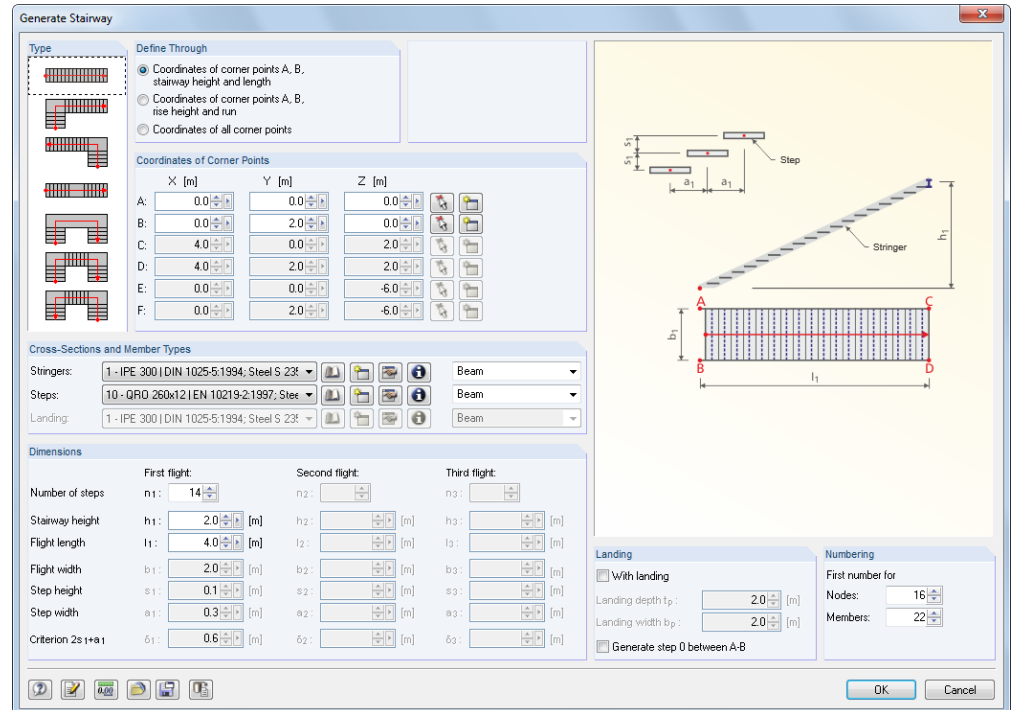 Generate Stairway
Type
Define Through
Coordinates of corner points A, B,
stairway height and length
Coordinates of corner points A, B,
rise height and run
Coordinates of all corner points
Coordinates of Corner Points
X [m] Y [m] Z [m]
A: 0.0 0.0 0.0
B: 0.0 2.0 0.0
C: 4.0 0.0 2.0
D: 4.0 2.0 2.0
E: 0.0 0.0 -6.0
F: 0.0 0.0 -6.0
Cross-Sections and Member Types
Stringers: 1 - IPE 300 | DIN 1025-5:1994; Steel S 235 Beam
Steps: 10 - QRO 260x12 | EN 10219-2:1997; Stee Beam
Landing: 1 - IPE 300 | DIN 1025-5:1994; Steel S 235 Beam
Dimensions
First flight: Second flight: Third flight:
Number of steps n1: 14 n2: n3:
Stairway height h1: 2.0 [m] h2: [m] h3: [m]
Flight length l1: 4.0 [m] l2: [m] l3: [m]
Flight width b1: 2.0 [m] b2: [m] b3: [m]
Step height s1: 0.1 [m] s2: [m] s3: [m]
Step width a1: 0.3 [m] a2: [m] a3: [m]
Criterion 2s1+a1 δ1: 0.6 [m] δ2: [m] δ3: [m]
s1
s1
Step
a1 a1
Stringer
h1
A C
b1
B D
l1
Landing
With landing
Landing depth tp: 2.0 [m]
Landing width bp: 2.0 [m]
Generate step 0 between A-B
Numbering
First number for
Nodes: 16
Members: 22
0.00
OK Cancel